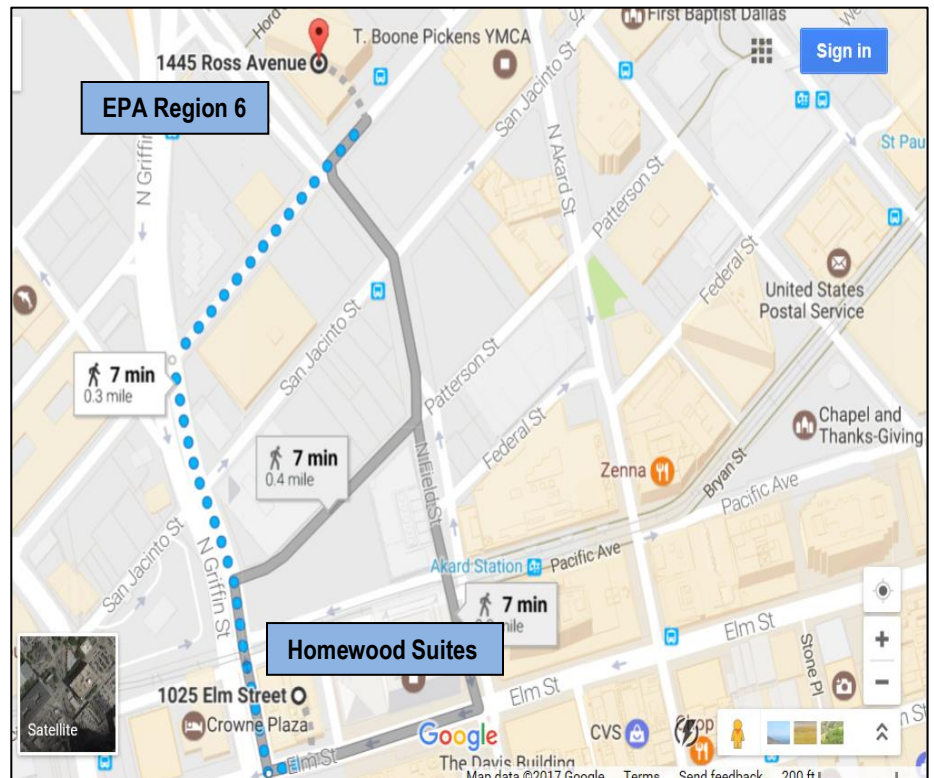 Hord
First Baptist Dallas
T. Boone Pickens YMCA
1445 Ross Avenue
Sign in
EPA Region 6
San Jacinto St
N Akard St
St Pau
N Griffin
Patterson St
Federal St
United States
Postal Service
San Jacinto St
7 min
0.3 mile
Patterson St
Chapel and
Thanks-Giving
N Field St
Federal St
7 min
0.4 mile
Zenna
Bryan St
Pacific Ave
San Jacinto St
N Griffin St
Akard Station
Pacific Ave
7 min
mile
Elm St
Homewood Suites
Stone Pl
Elm St
1025 Elm Street
Crowne Plaza
Satellite
Google
CVS
op
n St
Elm St
The Davis Building
Map data ©2017 Google Terms Send feedback 200 ft